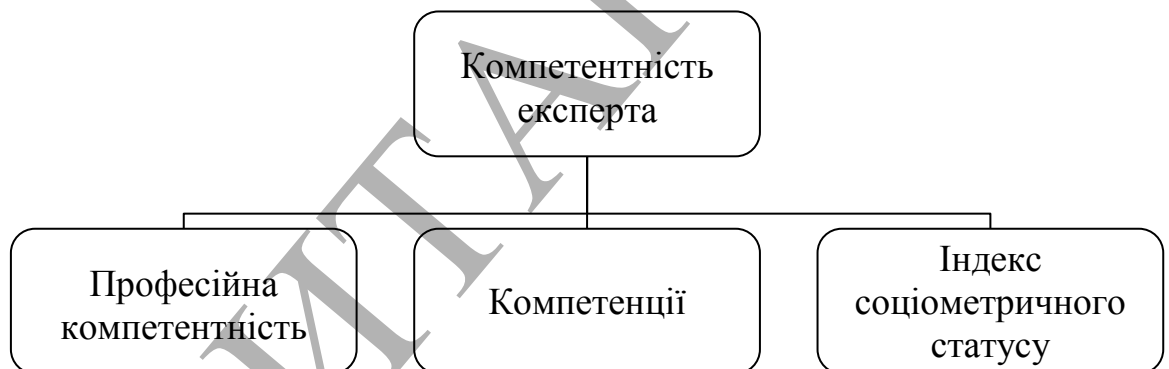 Компетентність
експерта
Професійна
компетентність
Компетенції
Індекс
соціометричного
статусу